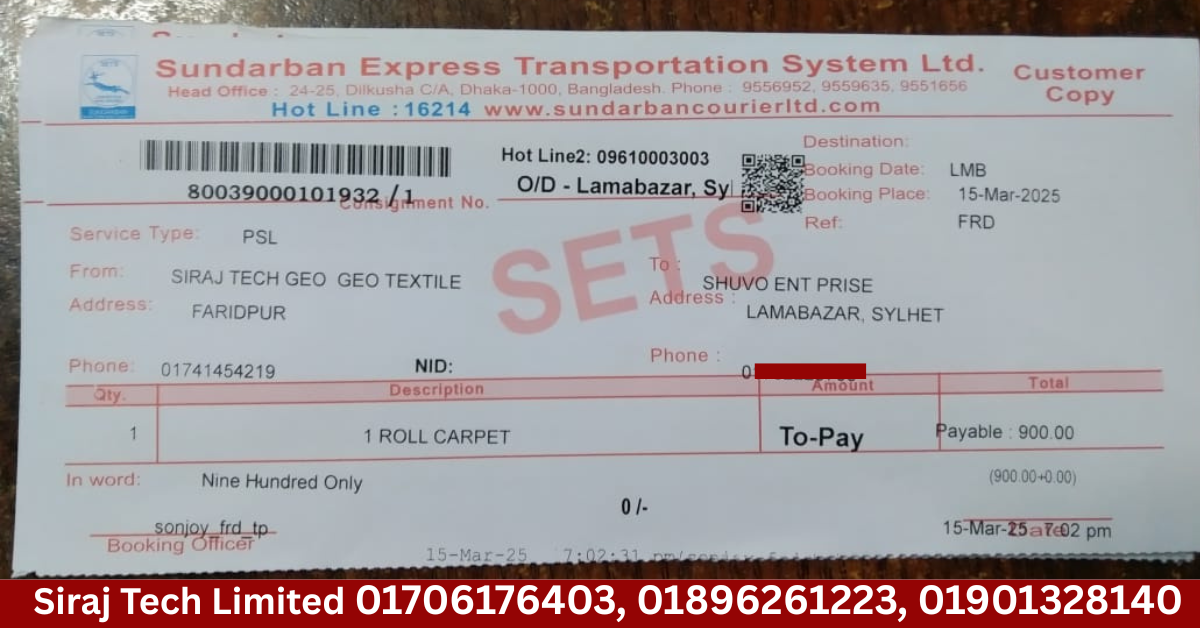 Sundarban Express Transportation System Ltd.
Customer Copy
Head Office : 24-25, Dilkusha C/A, Dhaka-1000, Bangladesh. Phone : 9556952, 9559635, 9551656
Hot Line :16214 www.sundarbancourierltd.com
Hot Line2: 09610003003
Destination:
Booking Date: LMB
80039000101932 / 1
Consignment No.
O/D - Lamabazar, Syl
Booking Place: 15-Mar-2025
Ref: FRD
Service Type: PSL
SETS
From: SIRAJ TECH GEO GEO TEXTILE
To : SHUVO ENT PRISE
Address: FARIDPUR
Address : LAMABAZAR, SYLHET
Phone: 01741454219
NID:
Phone : 0
Qty. Description Amount Total
1 1 ROLL CARPET To-Pay Payable : 900.00
In word: Nine Hundred Only
(900.00+0.00)
0 /-
sonjoy_frd_tp
Booking Officer
15-Mar-25 7:02 pm
Date
15-Mar-25 7:02:31 pm
Siraj Tech Limited 01706176403, 01896261223, 01901328140